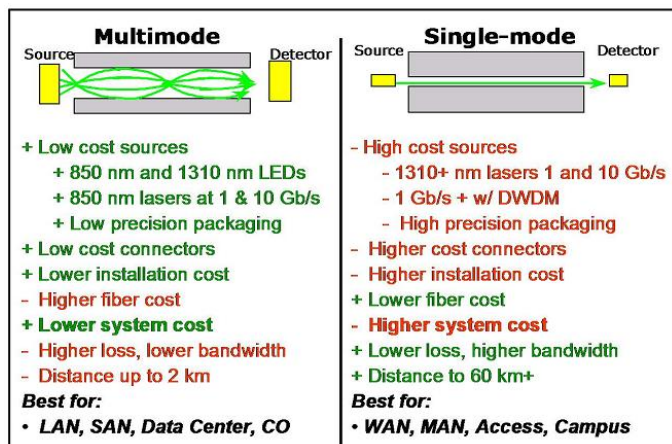 Multimode
Source
Detector
+ Low cost sources
+ 850 nm and 1310 nm LEDs
+ 850 nm lasers at 1 & 10 Gb/s
+ Low precision packaging
+ Low cost connectors
+ Lower installation cost
- Higher fiber cost
+ Lower system cost
- Higher loss, lower bandwidth
- Distance up to 2 km
Best for:
• LAN, SAN, Data Center, CO
Single-mode
Source
Detector
- High cost sources
- 1310+ nm lasers 1 and 10 Gb/s
- 1 Gb/s + w/ DWDM
- High precision packaging
- Higher cost connectors
- Higher installation cost
+ Lower fiber cost
- Higher system cost
+ Lower loss, higher bandwidth
+ Distance to 60 km+
Best for:
• WAN, MAN, Access, Campus